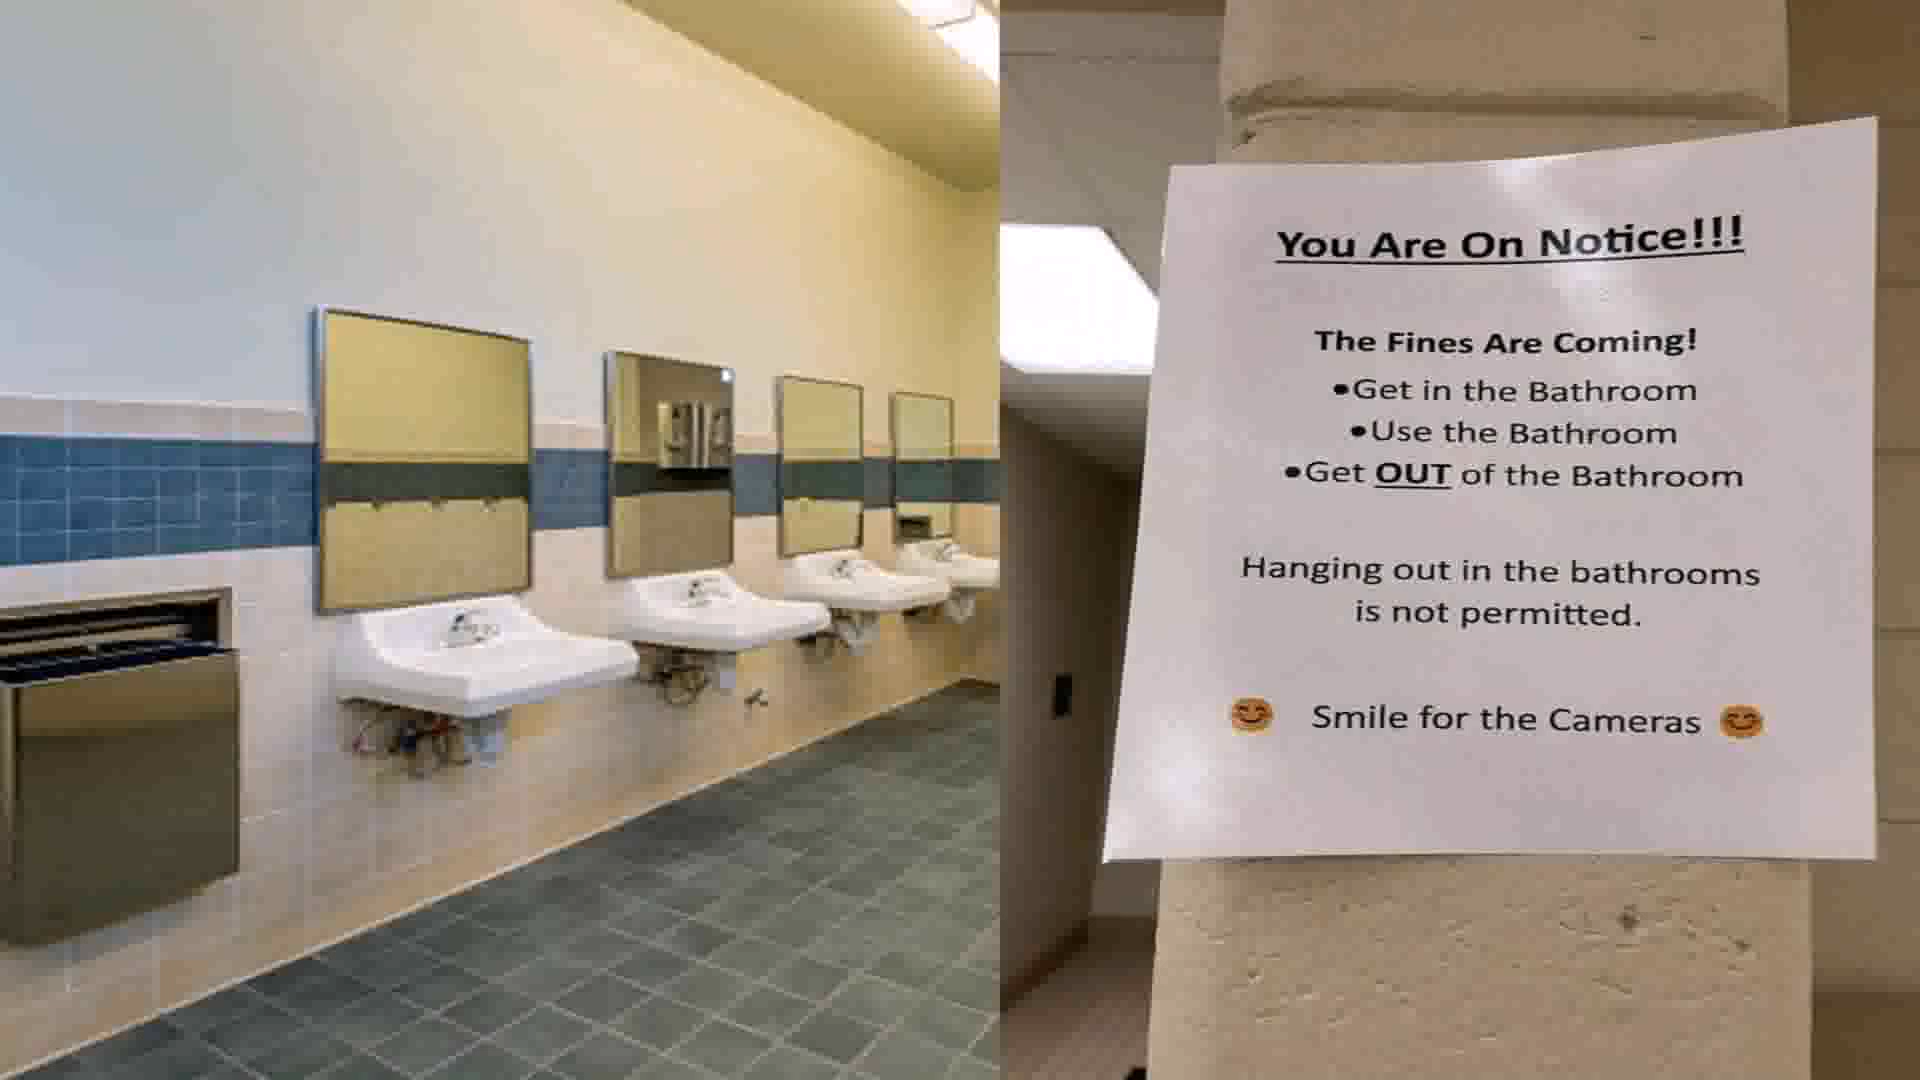 You Are On Notice!!!
The Fines Are Coming!
•Get in the Bathroom
•Use the Bathroom
•Get OUT of the Bathroom
Hanging out in the bathrooms
is not permitted.
😊 Smile for the Cameras 😊